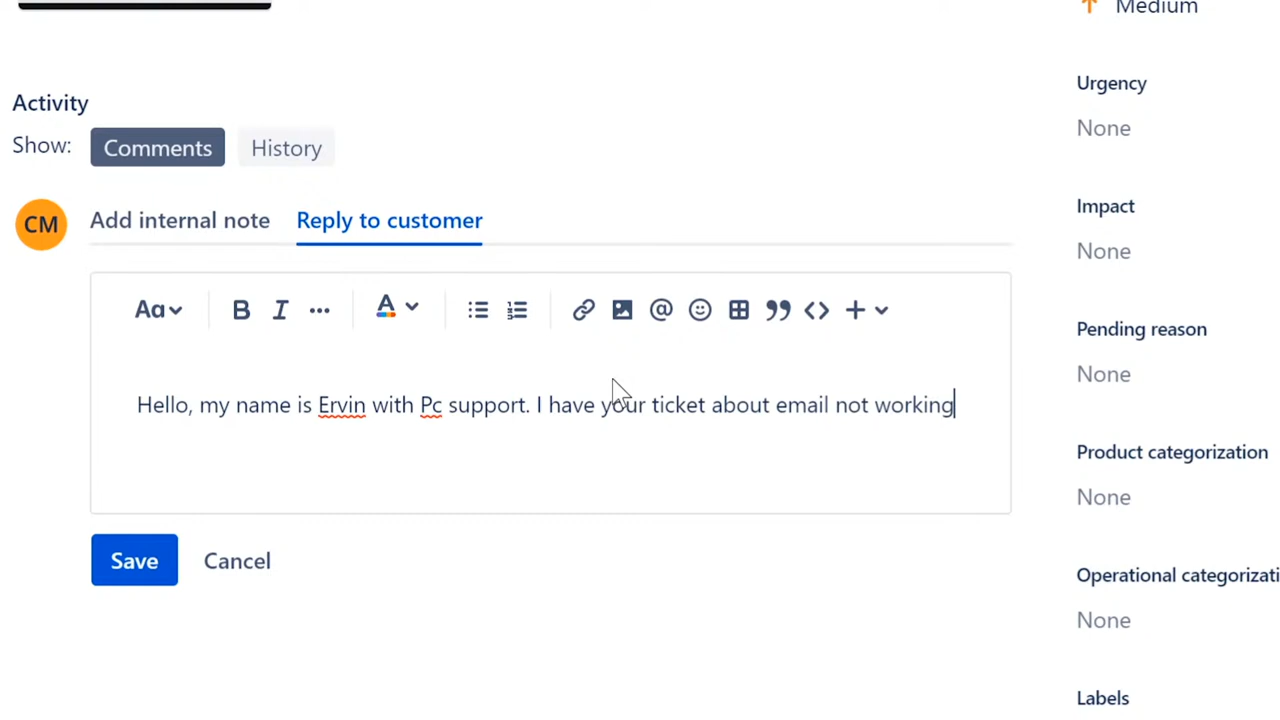 Medium
Activity
Show: Comments History
CM Add internal note Reply to customer
Aa B I ... A @ +
Hello, my name is Ervin with Pc support. I have your ticket about email not working
Save Cancel
Urgency
None
Impact
None
Pending reason
None
Product categorization
None
Operational categorizati
None
Labels